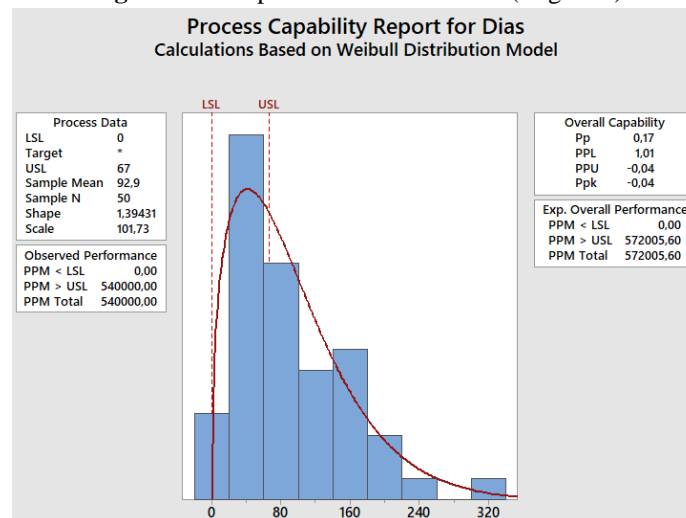 Process Capability Report for Dias
Calculations Based on Weibull Distribution Model
LSL USL
Process Data
LSL 0
Target *
USL 67
Sample Mean 92,9
Sample N 50
Shape 1,39431
Scale 101,73
Observed Performance
PPM < LSL 0,00
PPM > USL 540000,00
PPM Total 540000,00
Overall Capability
Pp 0,17
PPL 1,01
PPU -0,04
Ppk -0,04
Exp. Overall Performance
PPM < LSL 0,00
PPM > USL 572005,60
PPM Total 572005,60
0 80 160 240 320